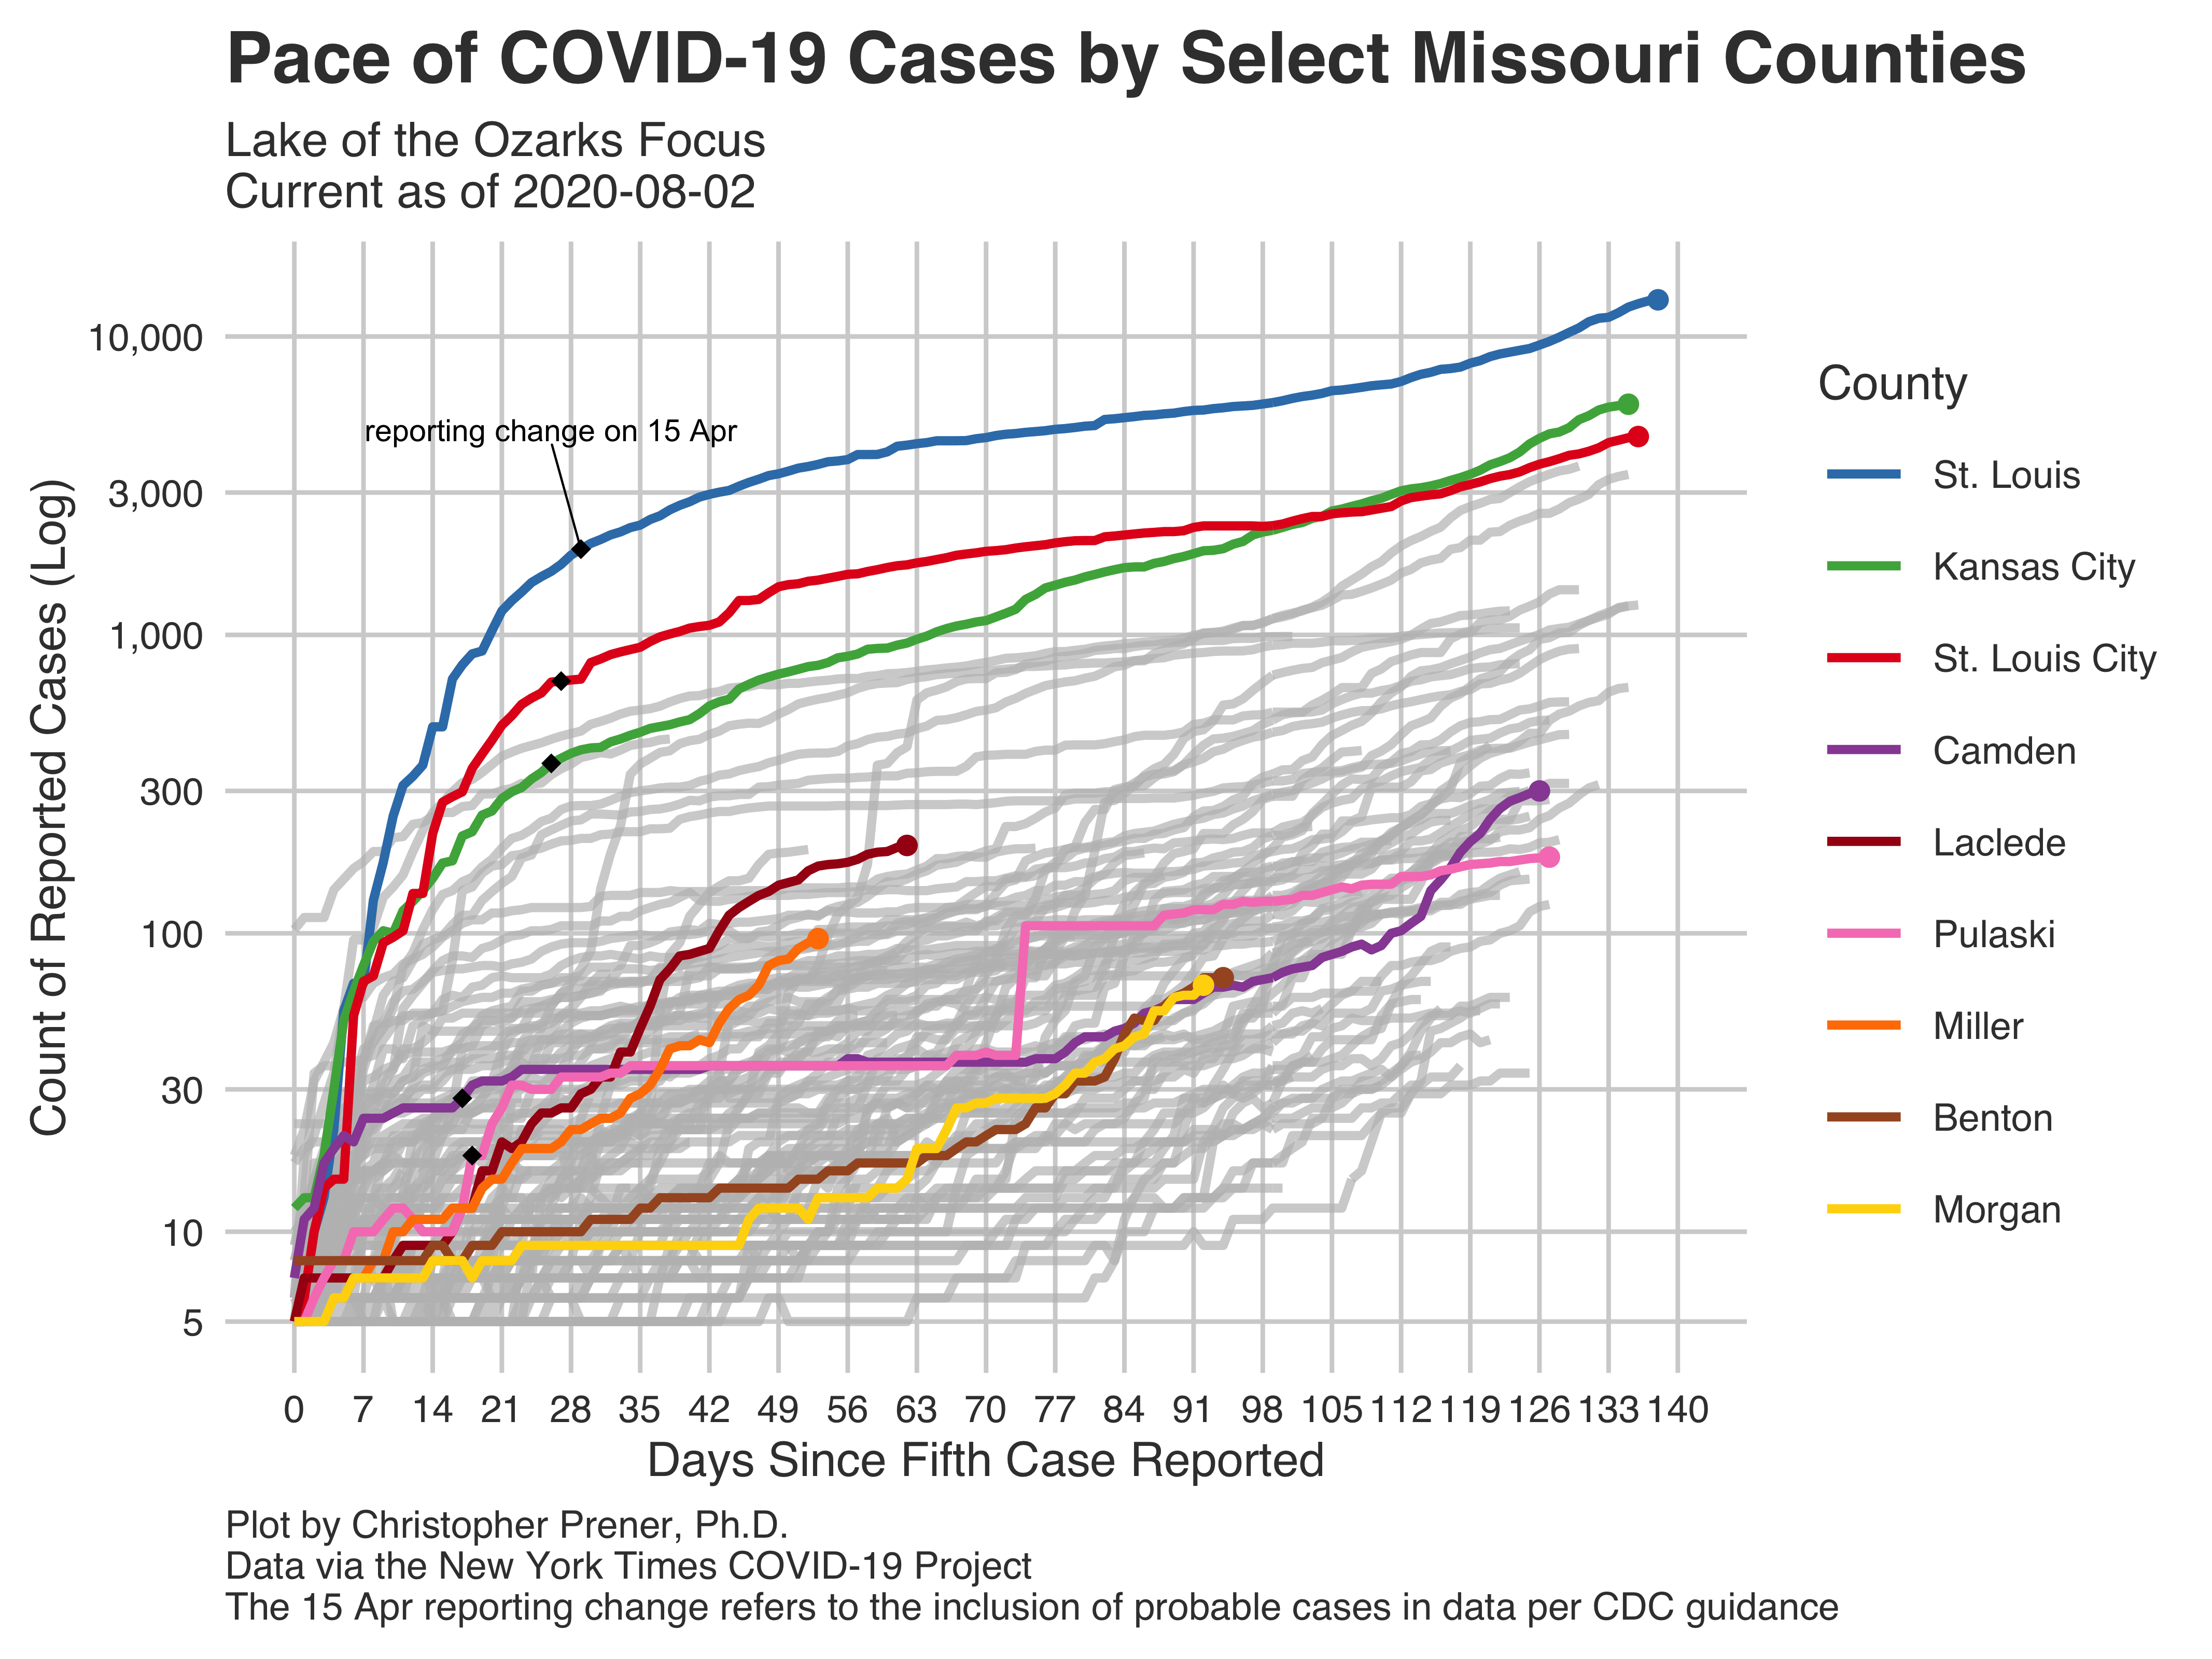 Pace of COVID-19 Cases by Select Missouri Counties
Lake of the Ozarks Focus
Current as of 2020-08-02
10,000
3,000
1,000
300
100
30
10
5
Count of Reported Cases (Log)
reporting change on 15 Apr
0 7 14 21 28 35 42 49 56 63 70 77 84 91 98 105 112 119 126 133 140
Days Since Fifth Case Reported
County
St. Louis
Kansas City
St. Louis City
Camden
Laclede
Pulaski
Miller
Benton
Morgan
Plot by Christopher Prener, Ph.D.
Data via the New York Times COVID-19 Project
The 15 Apr reporting change refers to the inclusion of probable cases in data per CDC guidance